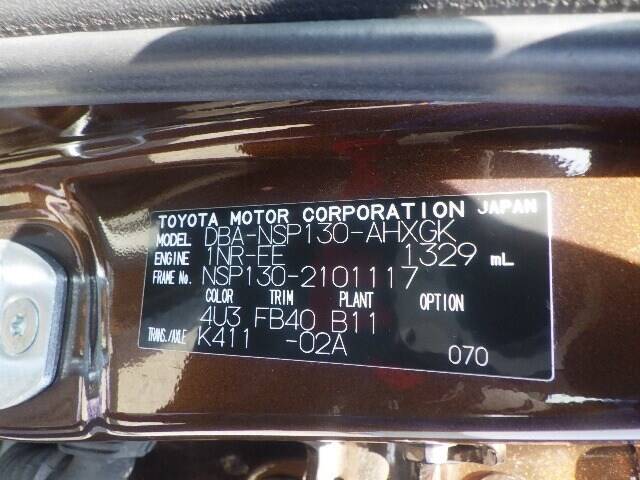 TOYOTA MOTOR CORPORATION JAPAN
MODEL DBA-NSP130-AHXGK
ENGINE 1NR-FE 1329 mL
FRAME No. NSP130-2101117
COLOR TRIM PLANT OPTION
4U3 FB40 B11
TRANS./AXLE K411 -02A 070